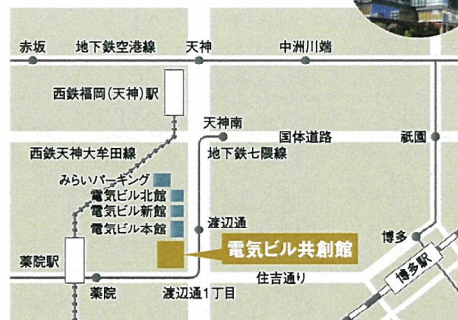 赤坂
地下鉄空港線
天神
中洲川端
西鉄福岡(天神)駅
天神南
国体道路
祇園
西鉄天神大牟田線
地下鉄七隈線
みらいパーキング
電気ビル北館
電気ビル新館
電気ビル本館
渡辺通
電気ビル共創館
博多
博多駅
薬院駅
薬院
渡辺通1丁目
住吉通り